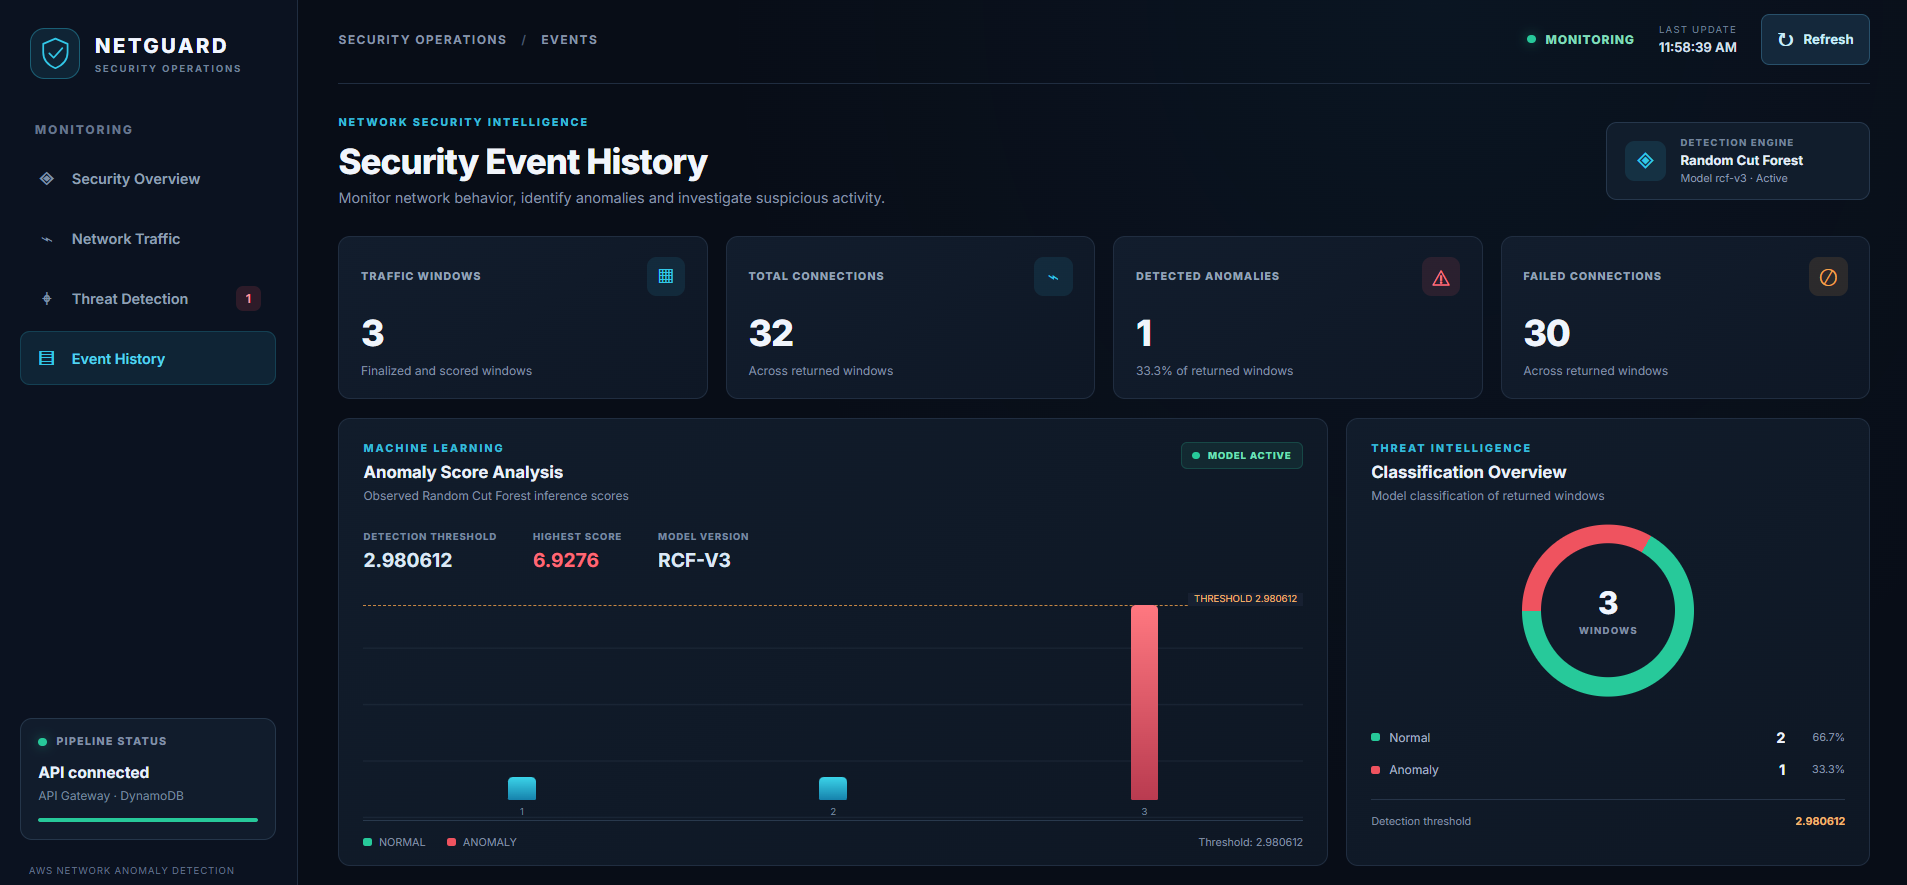 NETGUARD
SECURITY OPERATIONS
MONITORING
Security Overview
Network Traffic
Threat Detection 1
Event History
PIPELINE STATUS
API connected
API Gateway · DynamoDB
AWS NETWORK ANOMALY DETECTION
SECURITY OPERATIONS / EVENTS
MONITORING
LAST UPDATE
11:58:39 AM
Refresh
NETWORK SECURITY INTELLIGENCE
Security Event History
Monitor network behavior, identify anomalies and investigate suspicious activity.
DETECTION ENGINE
Random Cut Forest
Model rcf-v3 · Active
TRAFFIC WINDOWS
3
Finalized and scored windows
TOTAL CONNECTIONS
32
Across returned windows
DETECTED ANOMALIES
1
33.3% of returned windows
FAILED CONNECTIONS
30
Across returned windows
MACHINE LEARNING
Anomaly Score Analysis
Observed Random Cut Forest inference scores
MODEL ACTIVE
DETECTION THRESHOLD
2.980612
HIGHEST SCORE
6.9276
MODEL VERSION
RCF-V3
THRESHOLD 2.980612
1 2 3
NORMAL ANOMALY Threshold: 2.980612
THREAT INTELLIGENCE
Classification Overview
Model classification of returned windows
3
WINDOWS
Normal 2 66.7%
Anomaly 1 33.3%
Detection threshold 2.980612